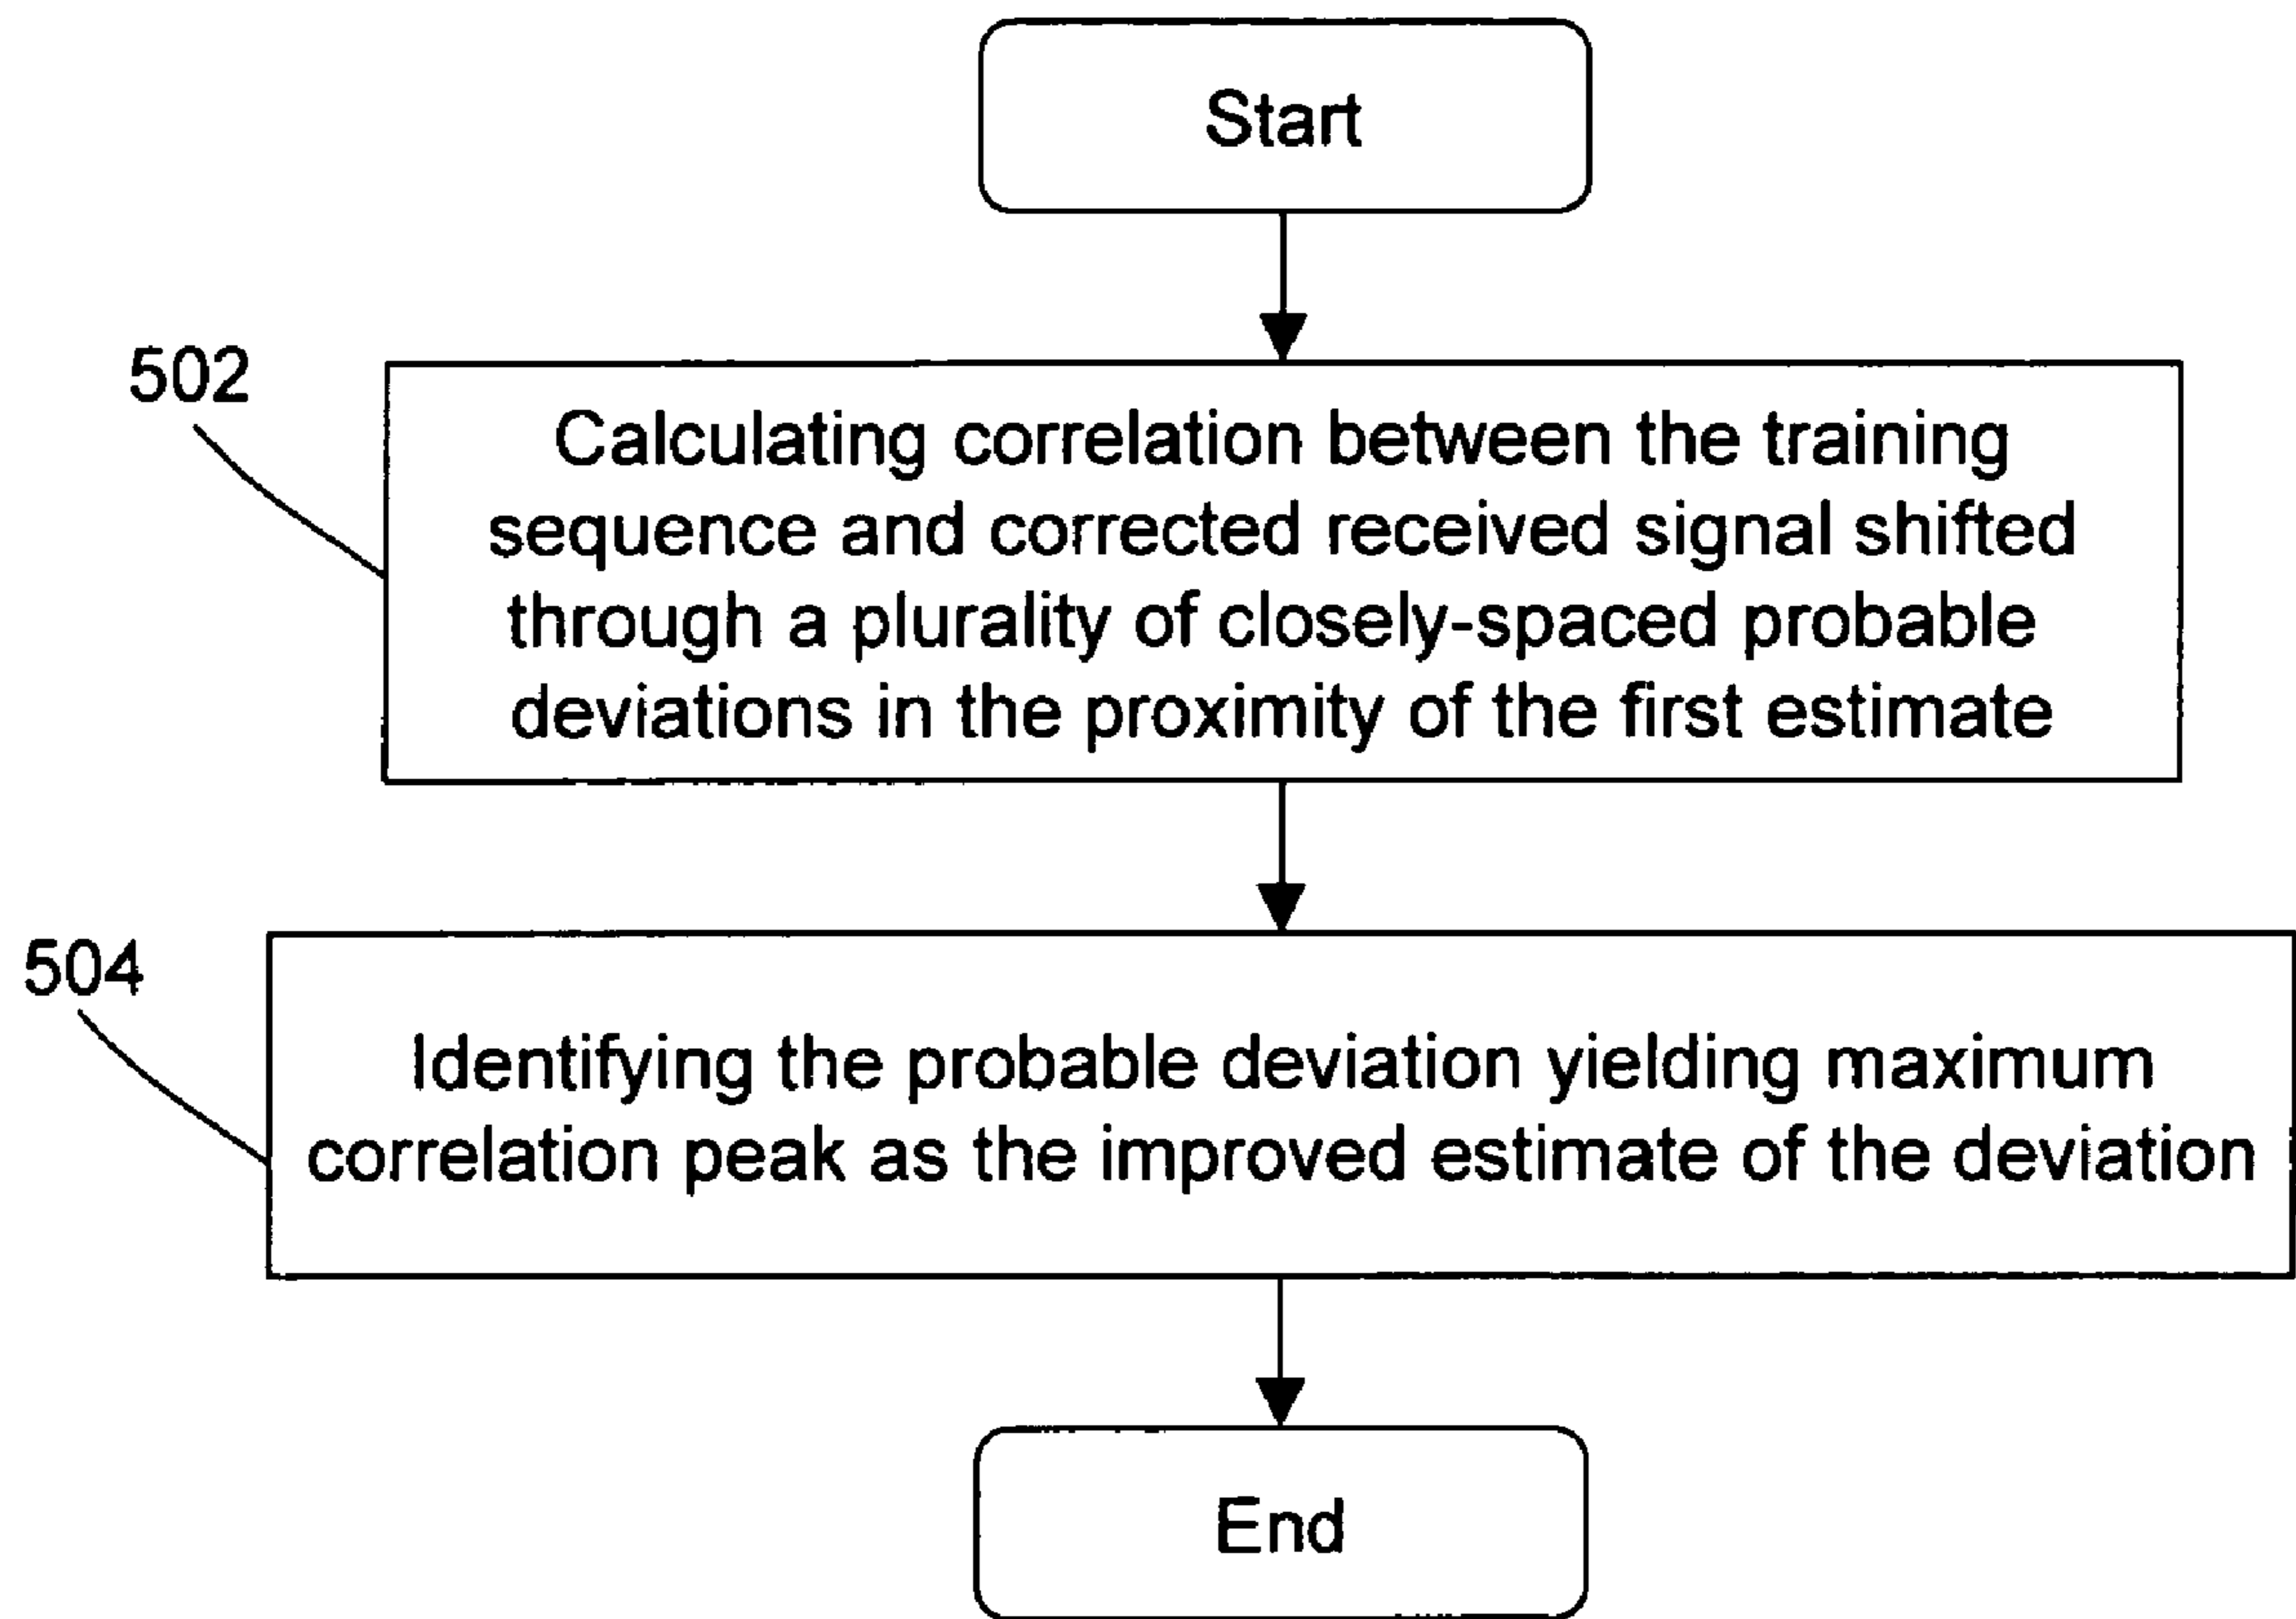 Start
502
Calculating correlation between the training
sequence and corrected received signal shifted
through a plurality of closely-spaced probable
deviations in the proximity of the first estimate
504
Identifying the probable deviation yielding maximum
correlation peak as the improved estimate of the deviation
End